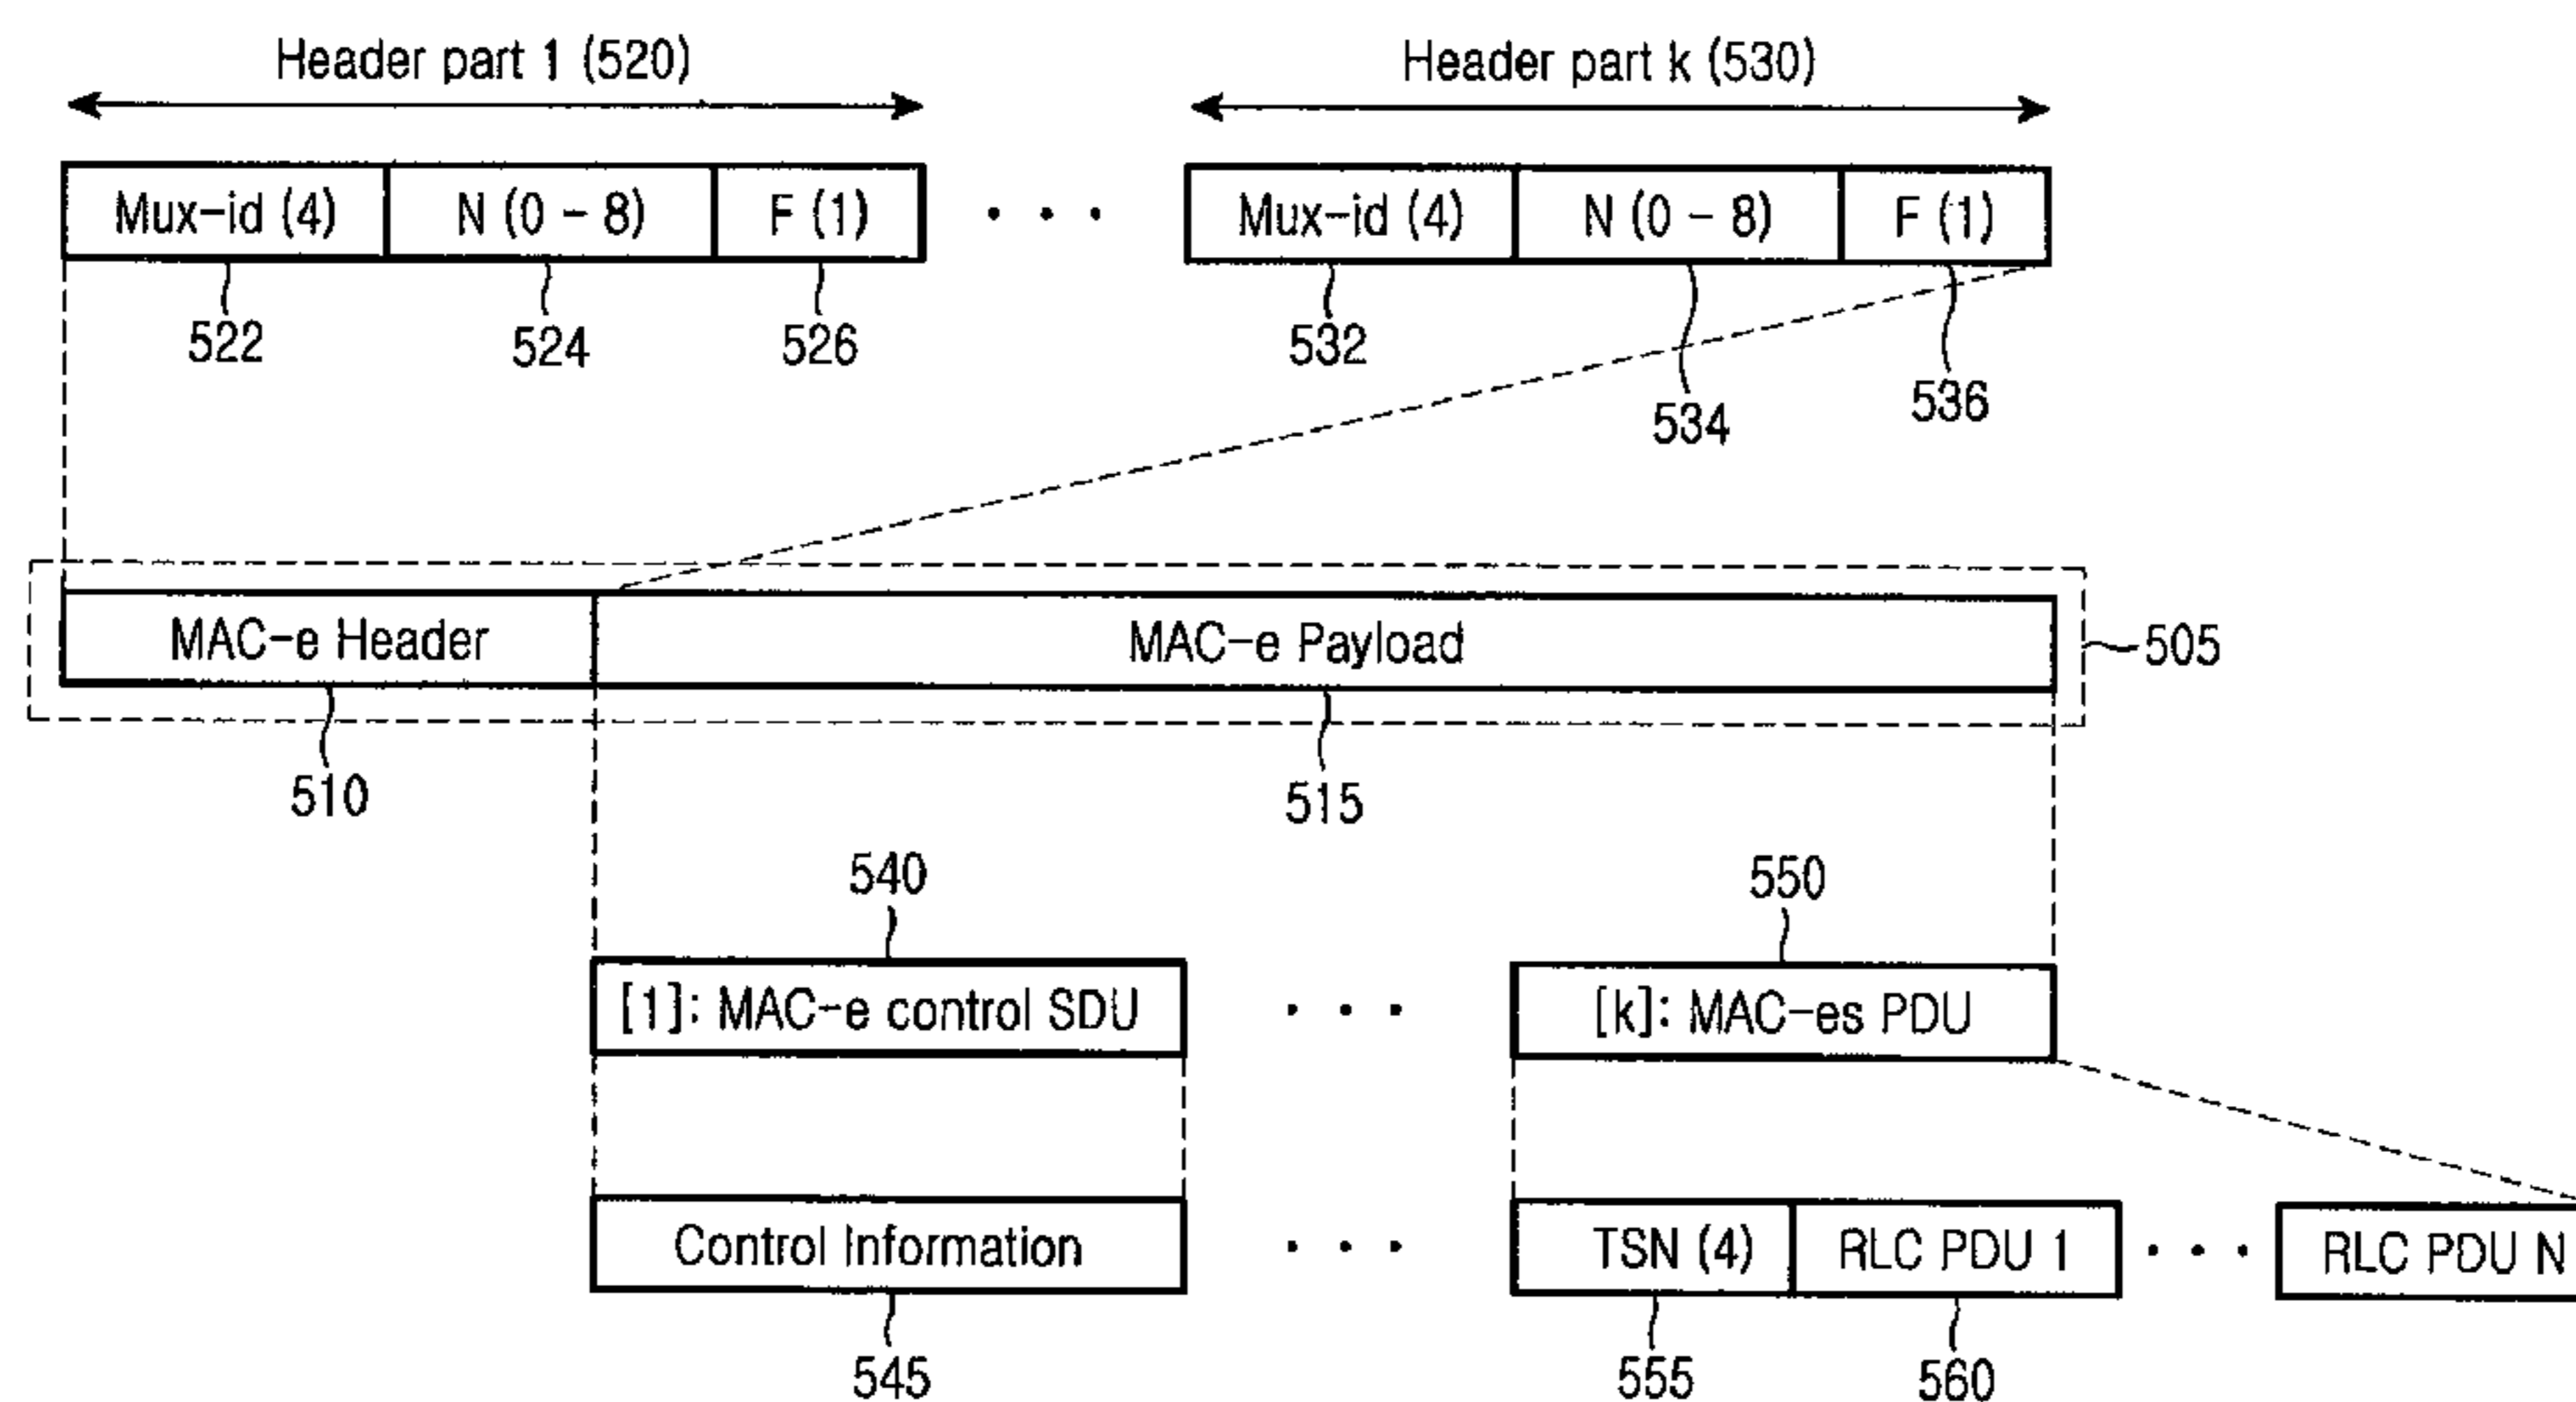 Header part 1 (520) Header part k (530)
Mux-id (4) N (0 - 8) F (1) · · · Mux-id (4) N (0 - 8) F (1)
522 524 526 532 534 536
MAC-e Header MAC-e Payload 505
510 515
540 550
[1]: MAC-e control SDU · · · [k]: MAC-es PDU
Control Information · · · TSN (4) RLC PDU 1 · · · RLC PDU N
545 555 560